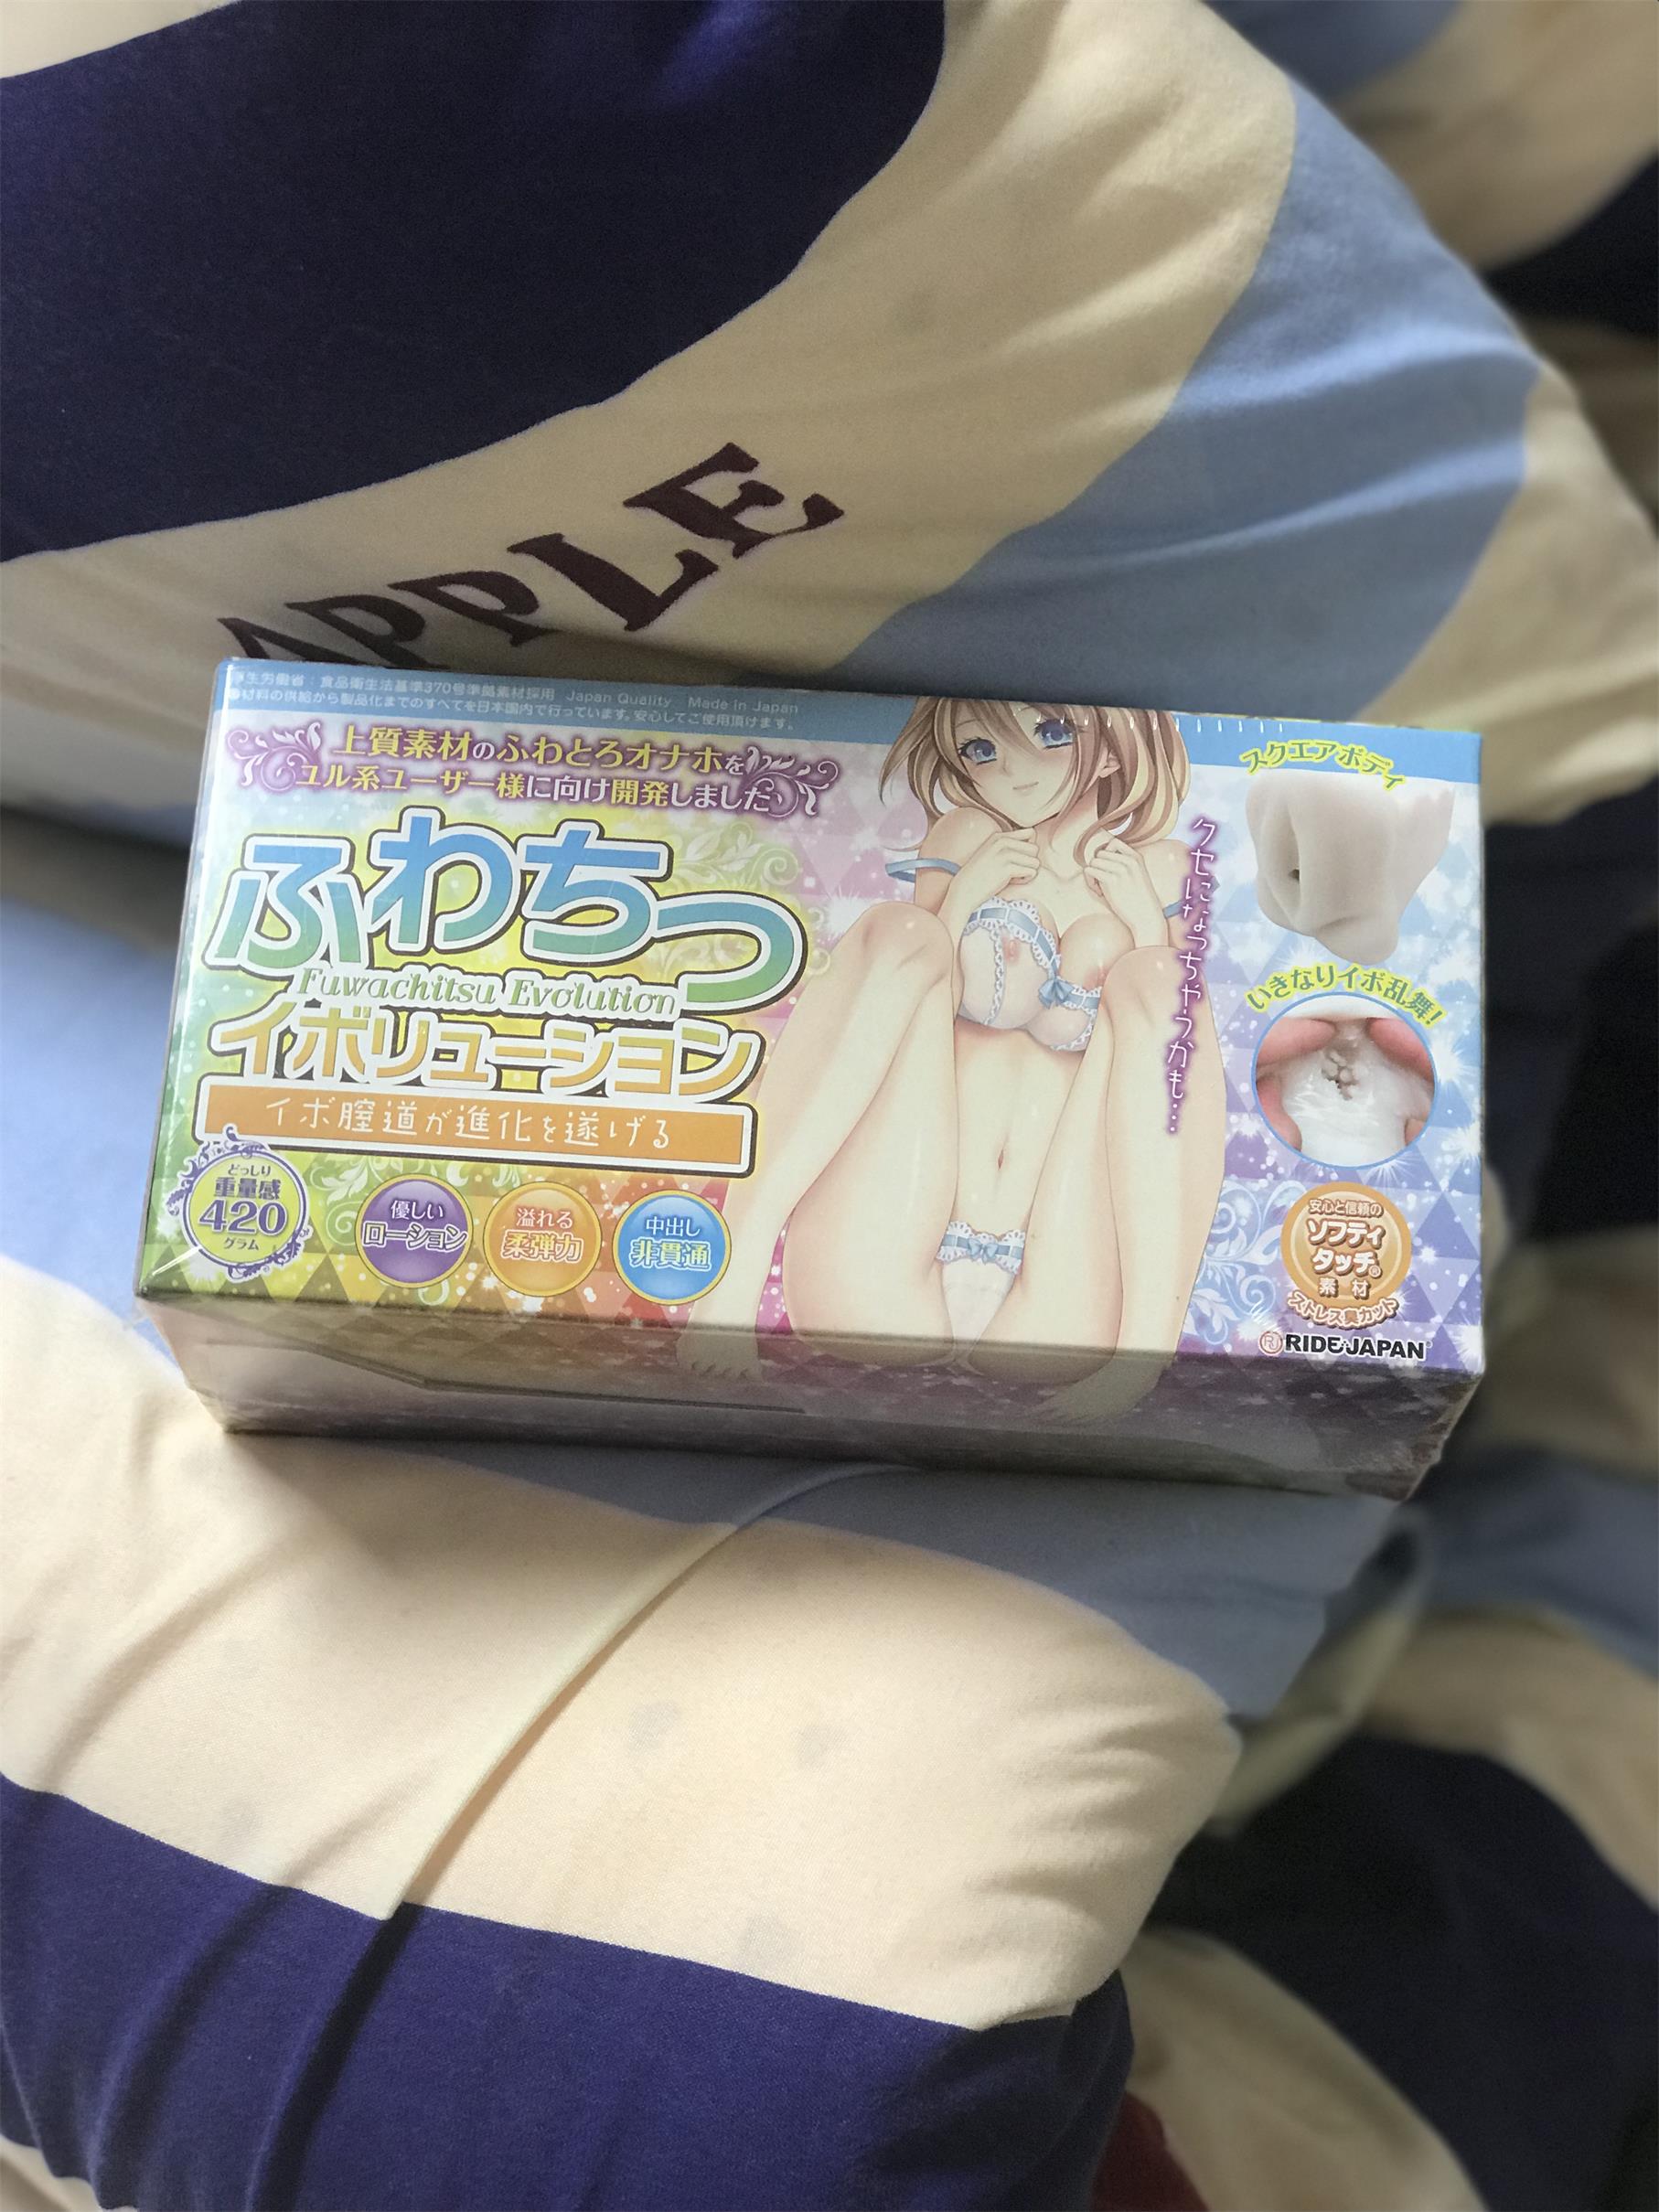 APPLE
生労働省：食品衛生法基準370号準拠素材採用 Japan Quality Made In Japan
材料の供給から製品化までのすべてを日本国内で行っています。安心してご使用頂けます。
上質素材のふわとろオナホを
ユル系ユーザー様に向け開発しました
ふわちつ
Fuwachitsu Evolution
イボリューション
イボ膣道が進化を遂げる
どっしり
重量感
420
グラム
優しい
ローション
溢れる
柔弾力
中出し
非貫通
クセになっちゃうかも…
スクエアボディ
いきなりイボ乱舞!
安心と信頼の
ソフティ
タッチ®
素材
ストレス臭カット
RJ RIDE JAPAN